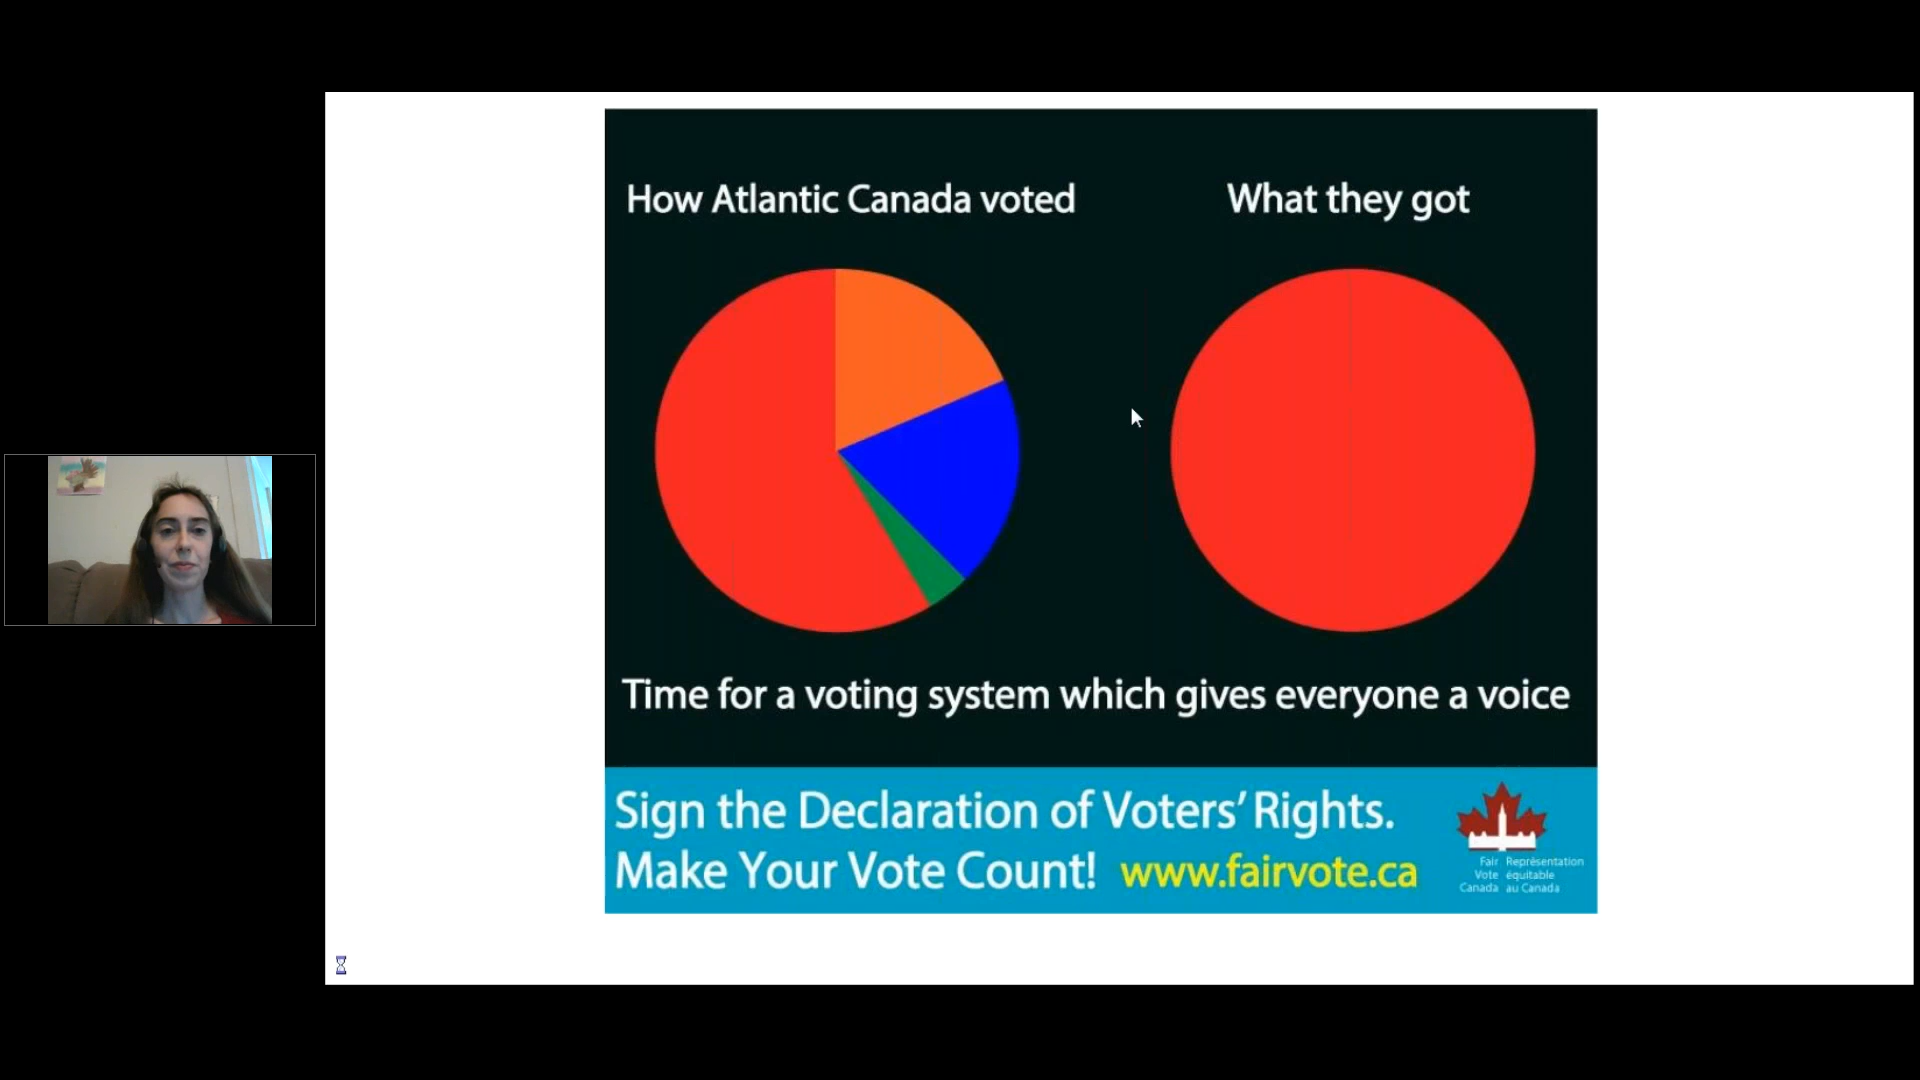 How Atlantic Canada voted
What they got
Time for a voting system which gives everyone a voice
Sign the Declaration of Voters' Rights.
Make Your Vote Count! www.fairvote.ca
Fair Représentation
Vote équitable
Canada au Canada